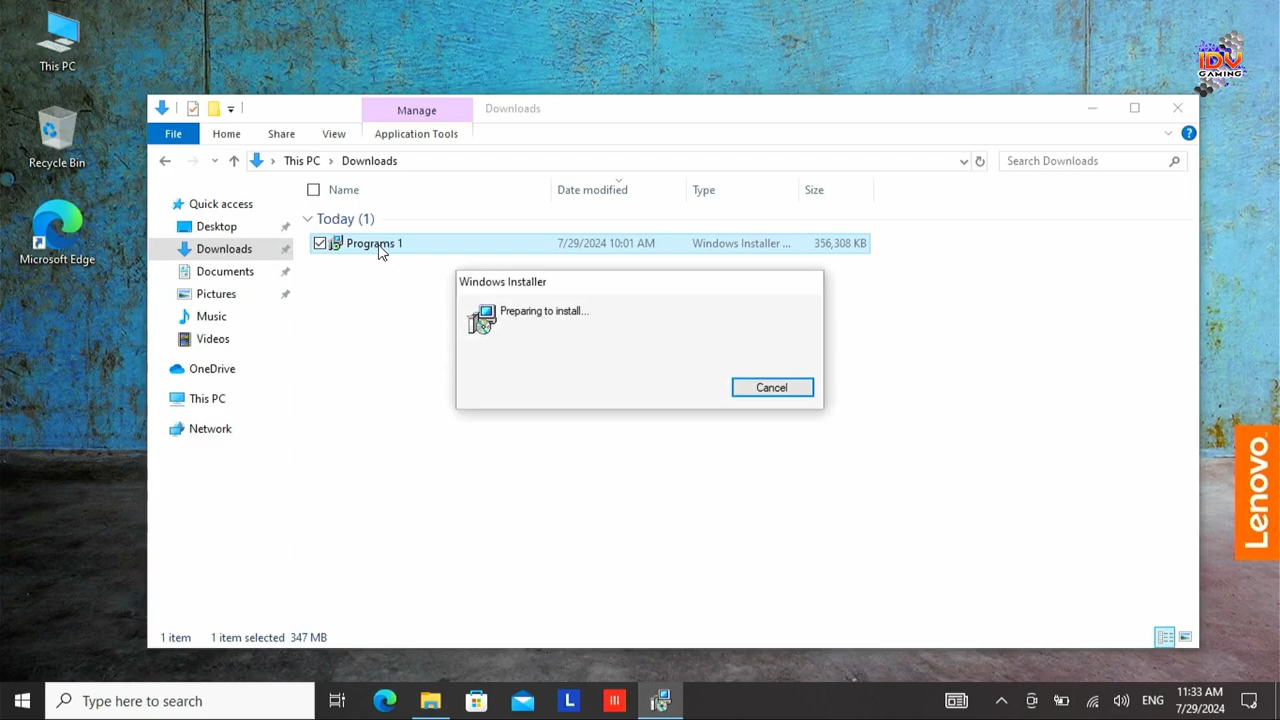 This PC
Recycle Bin
Microsoft Edge
IDV
GAMING
Manage
Downloads
File
Home
Share
View
Application Tools
This PC
Downloads
Search Downloads
Name
Date modified
Type
Size
Quick access
Desktop
Downloads
Documents
Pictures
Music
Videos
OneDrive
This PC
Network
Today (1)
Programs 1
7/29/2024 10:01 AM
Windows Installer ...
356,308 KB
Windows Installer
Preparing to install...
Cancel
Lenovo
1 item
1 item selected 347 MB
Type here to search
L
ENG
11:33 AM
7/29/2024